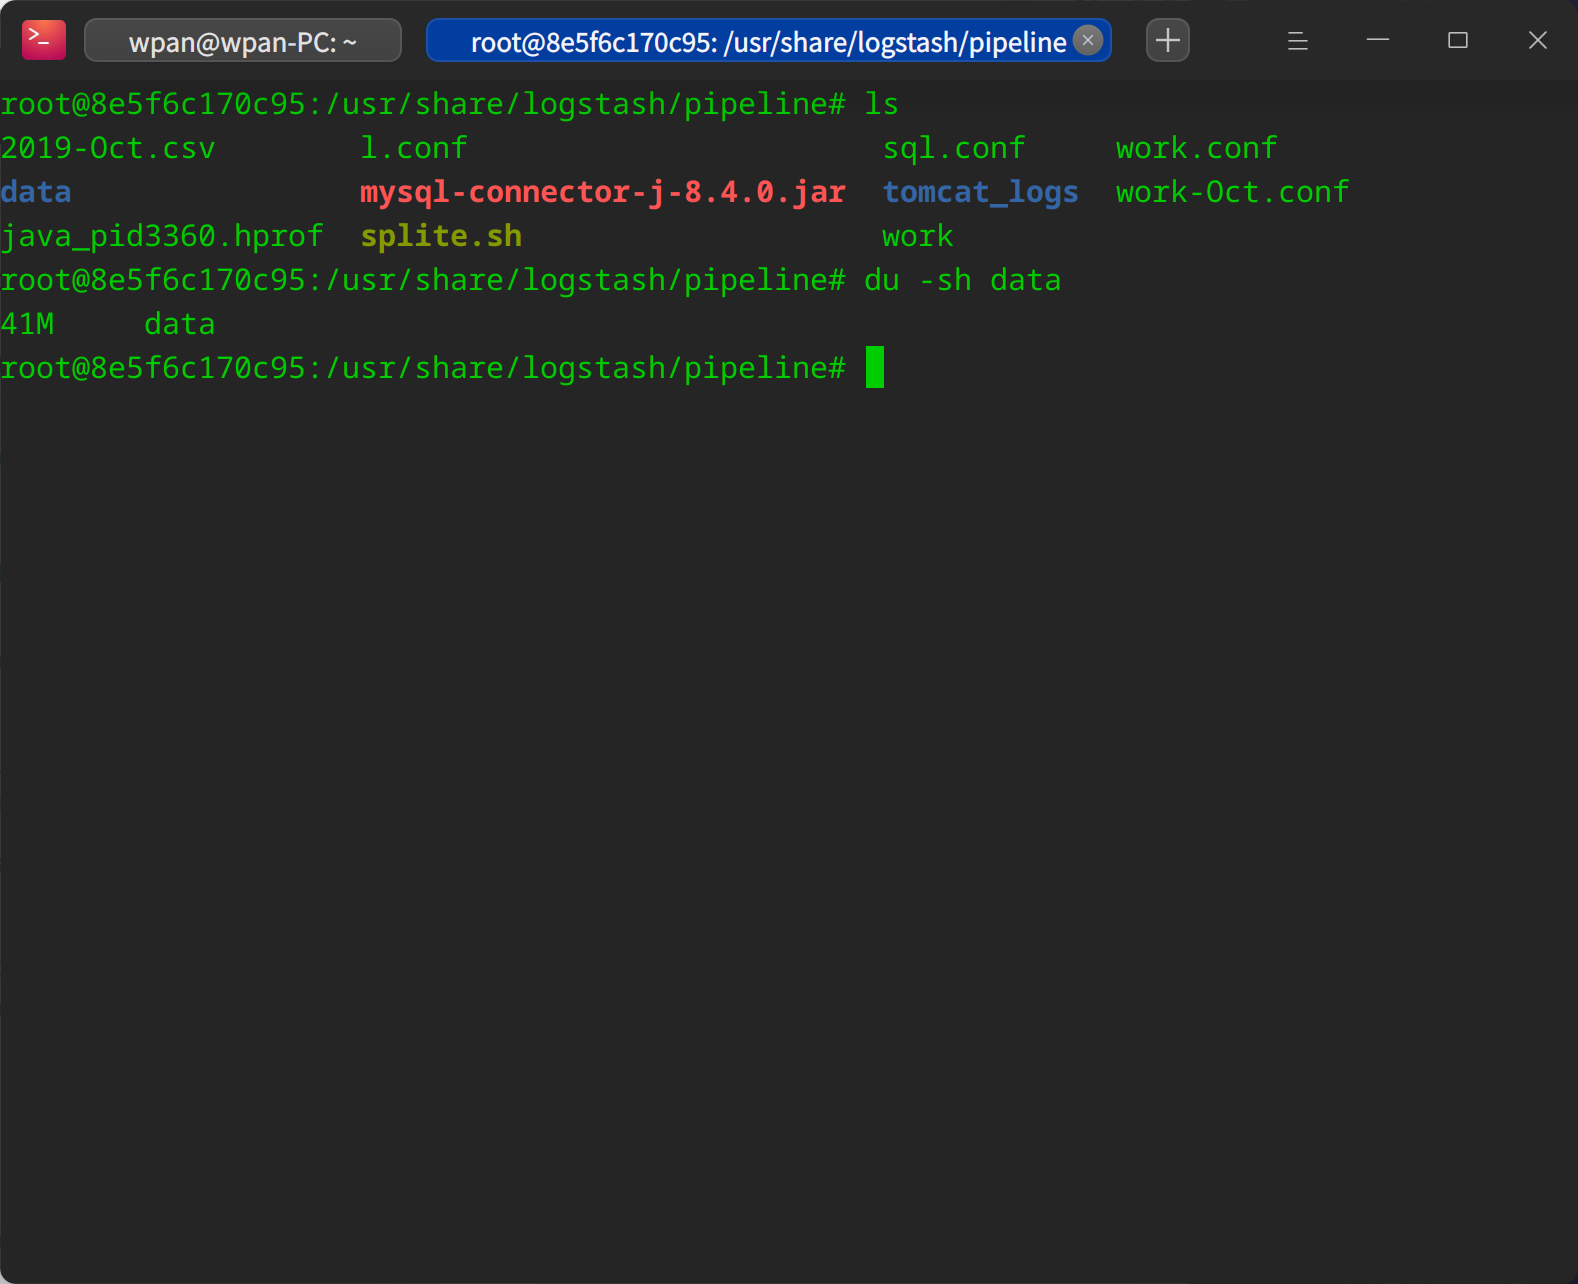 wpan@wpan-PC: ~ root@8e5f6c170c95: /usr/share/logstash/pipeline
root@8e5f6c170c95:/usr/share/logstash/pipeline# ls
2019-Oct.csv l.conf sql.conf work.conf
data mysql-connector-j-8.4.0.jar tomcat_logs work-Oct.conf
java_pid3360.hprof splite.sh work
root@8e5f6c170c95:/usr/share/logstash/pipeline# du -sh data
41M data
root@8e5f6c170c95:/usr/share/logstash/pipeline#